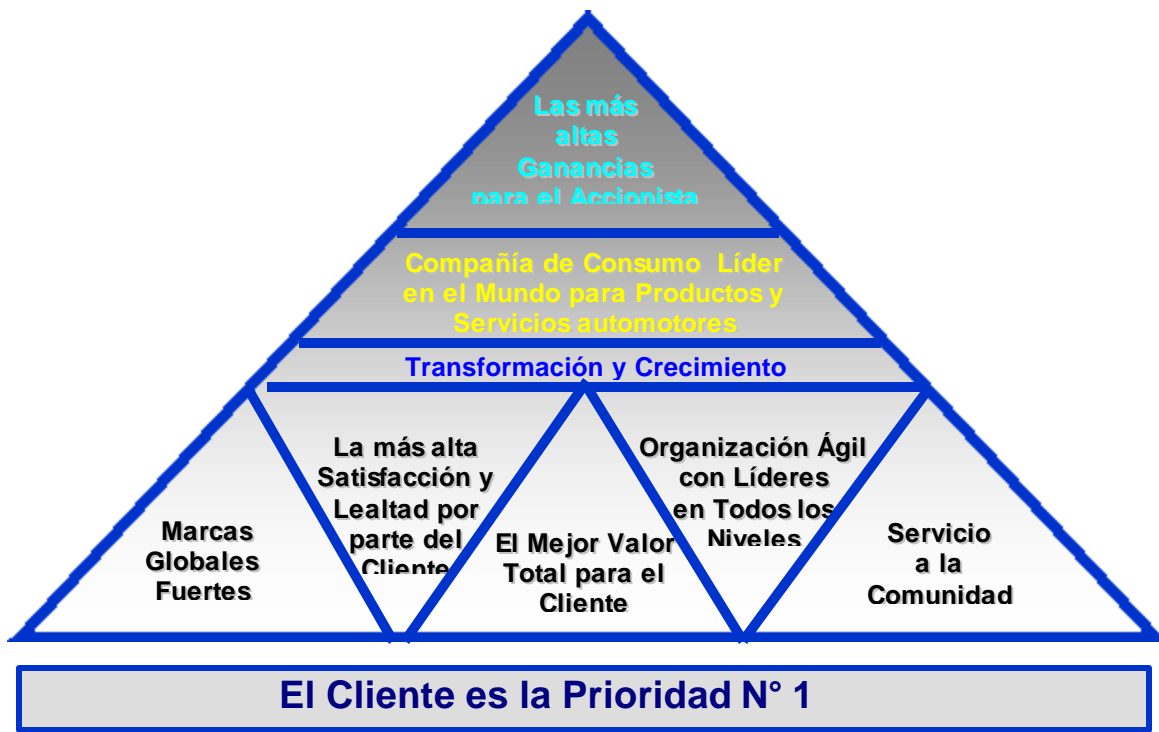 Las más
altas
Ganancias
para el Accionista
Compañía de Consumo Líder
en el Mundo para Productos y
Servicios automotores
Transformación y Crecimiento
La más alta
Satisfacción y
Lealtad por
parte del
Cliente
Organización Ágil
con Líderes
en Todos los
Niveles
Marcas
Globales
Fuertes
El Mejor Valor
Total para el
Cliente
Servicio
a la
Comunidad
El Cliente es la Prioridad N° 1